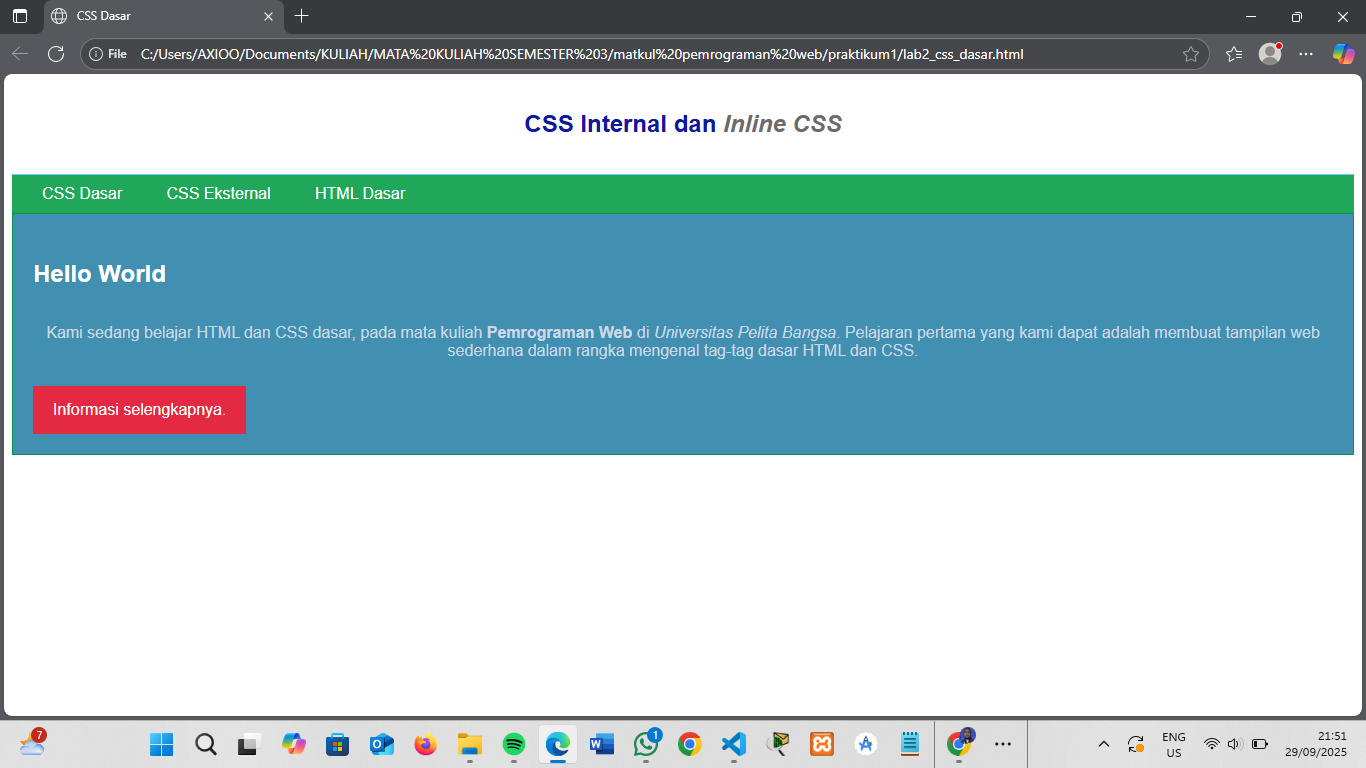 CSS Dasar
File C:/Users/AXIOO/Documents/KULIAH/MATA%20KULIAH%20SEMESTER%203/matkul%20pemrograman%20web/praktikum1/lab2_css_dasar.html
CSS Internal dan Inline CSS
CSS Dasar CSS Eksternal HTML Dasar
Hello World
Kami sedang belajar HTML dan CSS dasar, pada mata kuliah Pemrograman Web di Universitas Pelita Bangsa. Pelajaran pertama yang kami dapat adalah membuat tampilan web
sederhana dalam rangka mengenal tag-tag dasar HTML dan CSS.
Informasi selengkapnya.
7
1
ENG
US
21:51
29/09/2025